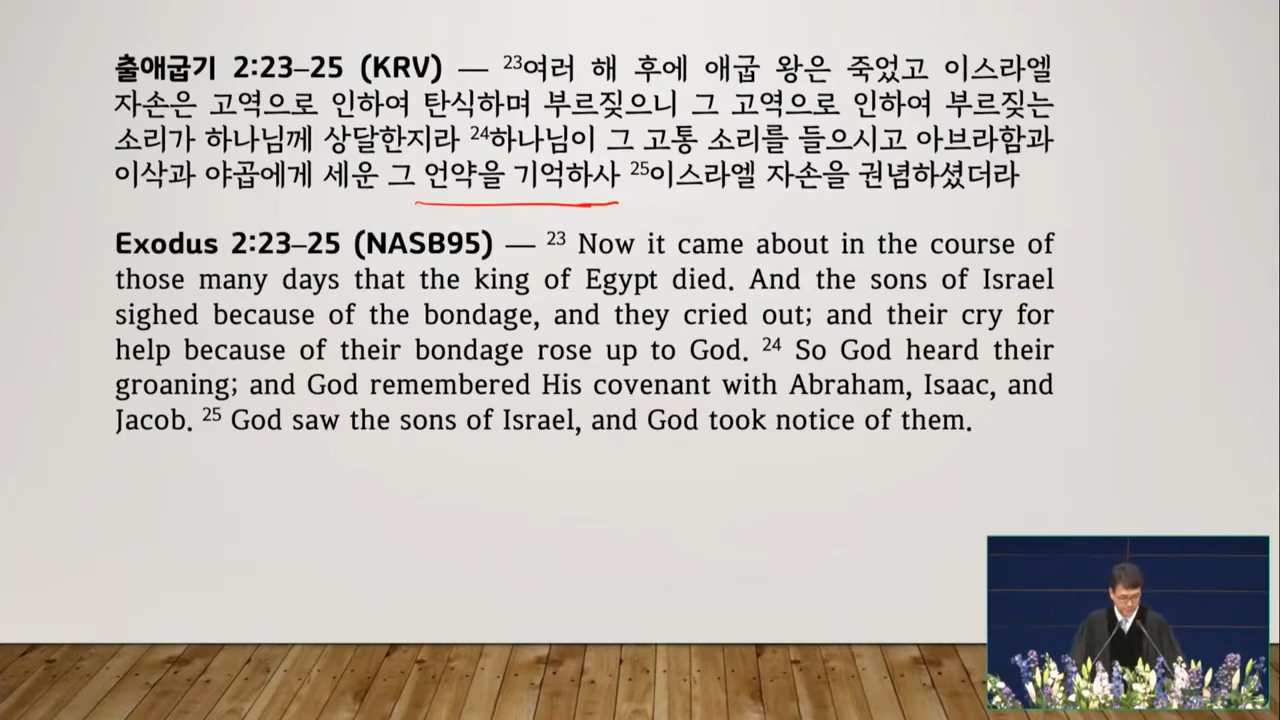 출애굽기 2:23–25 (KRV) — ²³여러 해 후에 애굽 왕은 죽었고 이스라엘
자손은 고역으로 인하여 탄식하며 부르짖으니 그 고역으로 인하여 부르짖는
소리가 하나님께 상달한지라 ²⁴하나님이 그 고통 소리를 들으시고 아브라함과
이삭과 야곱에게 세운 그 언약을 기억하사 ²⁵이스라엘 자손을 권념하셨더라
Exodus 2:23–25 (NASB95) — ²³ Now it came about in the course of
those many days that the king of Egypt died. And the sons of Israel
sighed because of the bondage, and they cried out; and their cry for
help because of their bondage rose up to God. ²⁴ So God heard their
groaning; and God remembered His covenant with Abraham, Isaac, and
Jacob. ²⁵ God saw the sons of Israel, and God took notice of them.